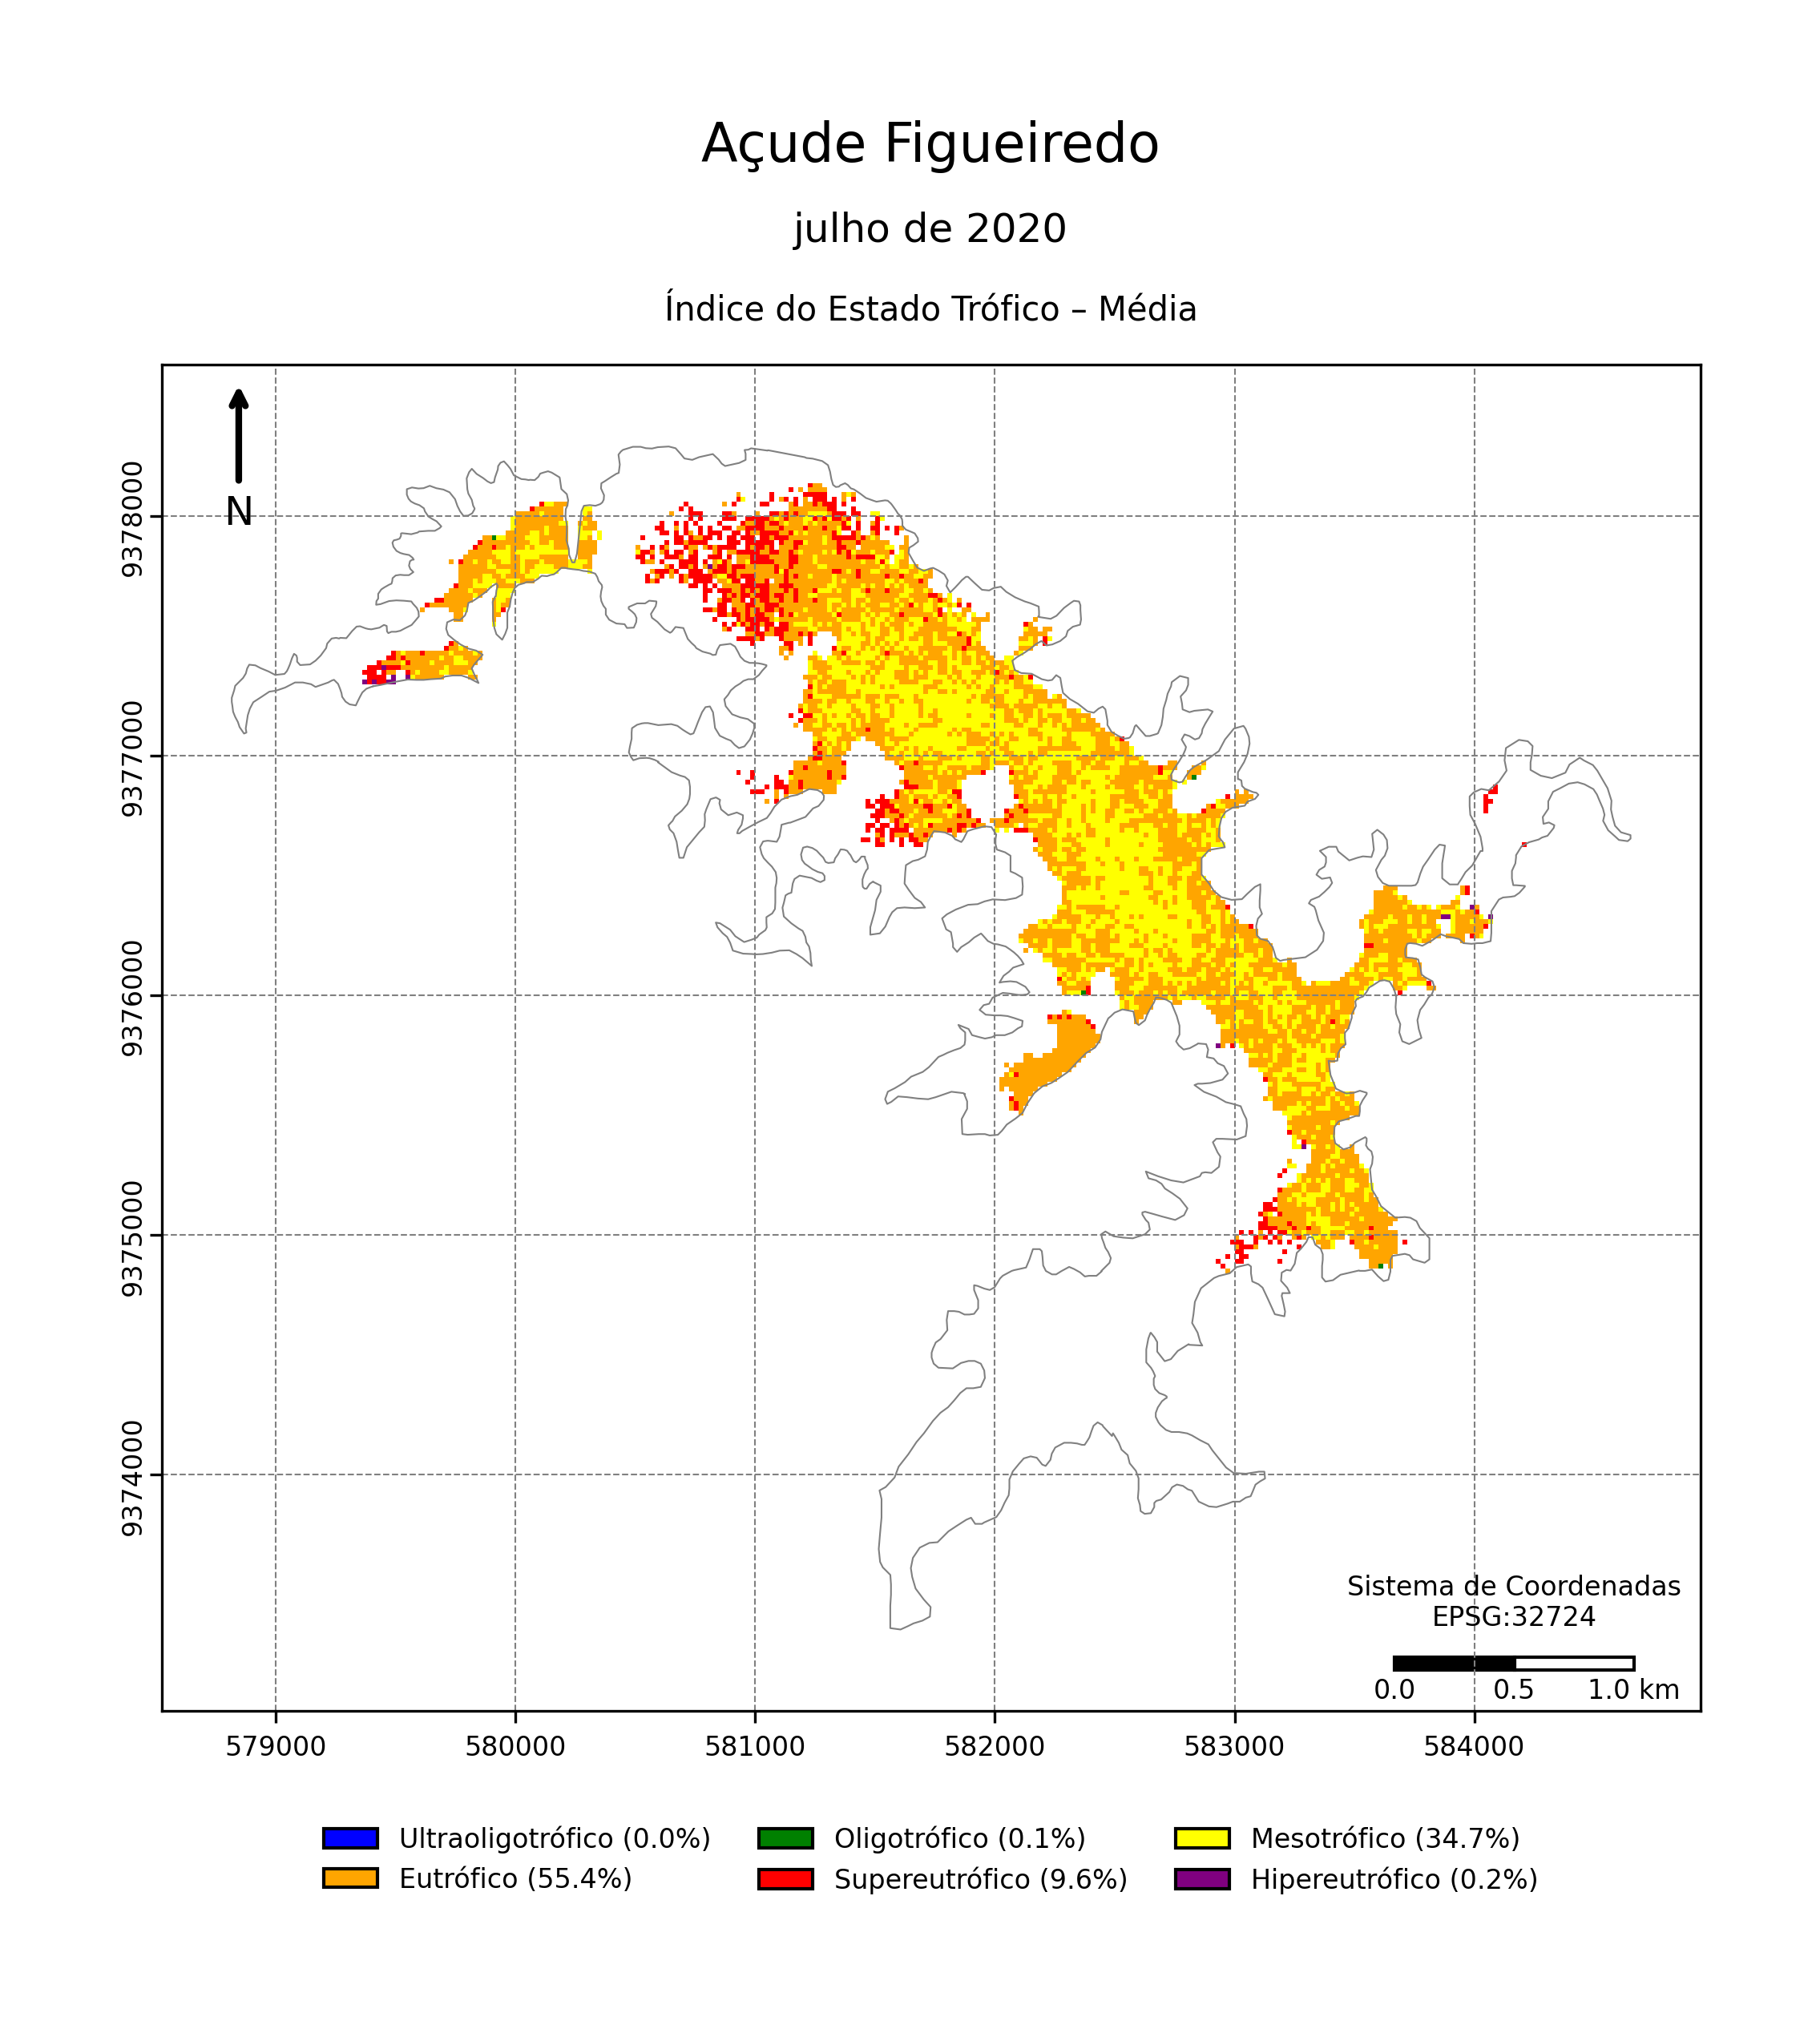 Açude Figueiredo
julho de 2020
Índice do Estado Trófico – Média
N
9378000
9377000
9376000
9375000
9374000
Sistema de Coordenadas
EPSG:32724
0.0 0.5 1.0 km
579000 580000 581000 582000 583000 584000
Ultraoligotrófico (0.0%) Oligotrófico (0.1%) Mesotrófico (34.7%)
Eutrófico (55.4%) Supereutrófico (9.6%) Hipereutrófico (0.2%)